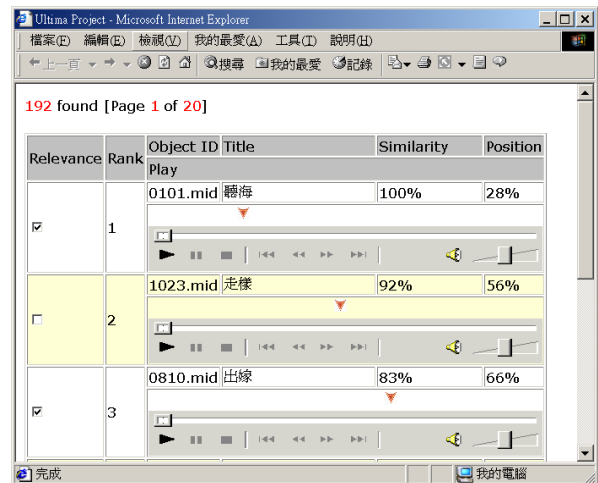 Ultima Project - Microsoft Internet Explorer
檔案(F) 編輯(E) 檢視(V) 我的最愛(A) 工具(T) 說明(H)
上一頁 搜尋 我的最愛 記錄
192 found [Page 1 of 20]
Relevance Rank Object ID Title Similarity Position
Play
0101.mid 聽海 100% 28%
1
1023.mid 走樣 92% 56%
2
0810.mid 出嫁 83% 66%
3
完成 我的電腦